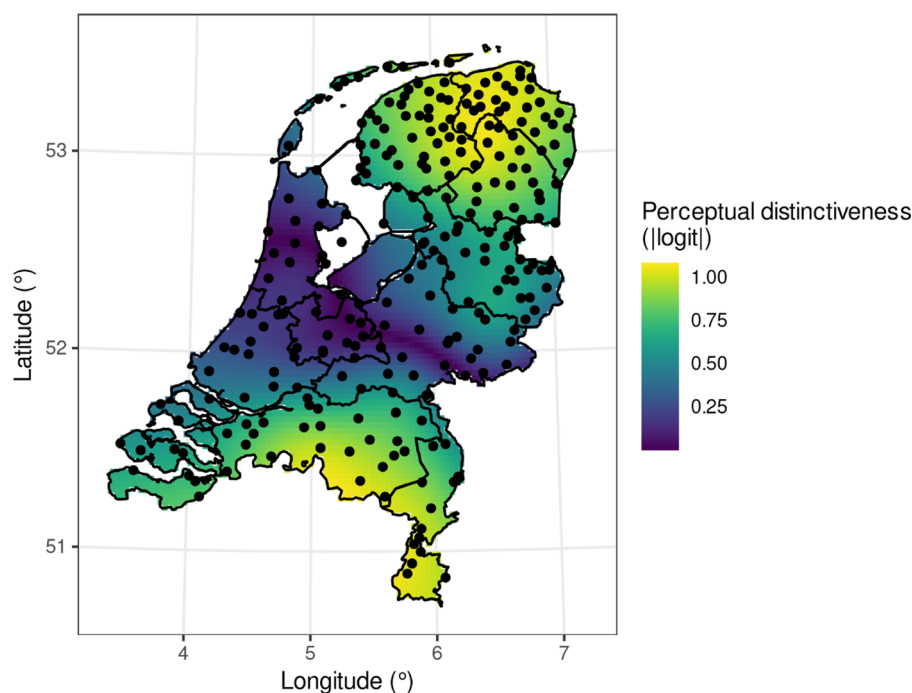 53
52
51
4
5
6
7
Latitude (°)
Longitude (°)
Perceptual distinctiveness
(|logit|)
1.00
0.75
0.50
0.25